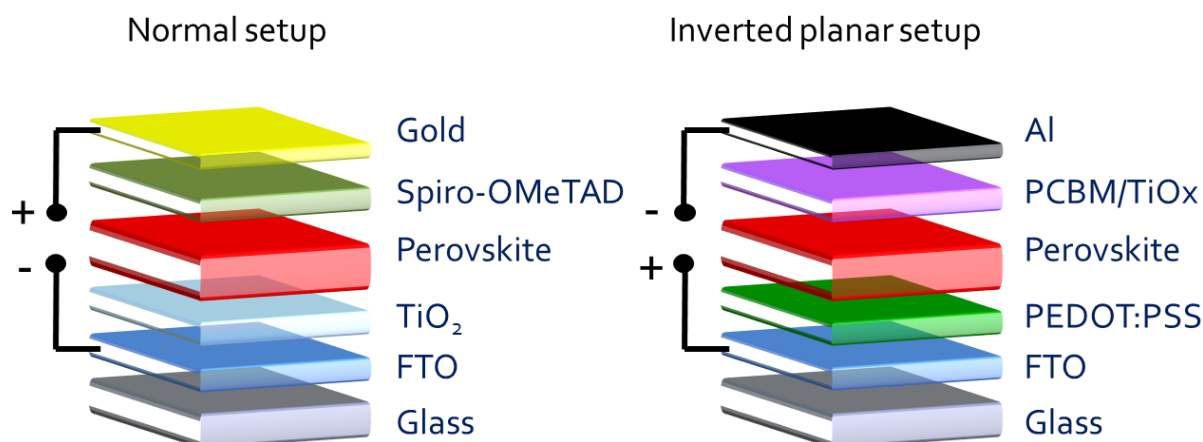 Normal setup
Gold
Spiro-OMeTAD
+
-
Perovskite
TiO₂
FTO
Glass
Inverted planar setup
Al
PCBM/TiOx
-
+
Perovskite
PEDOT:PSS
FTO
Glass